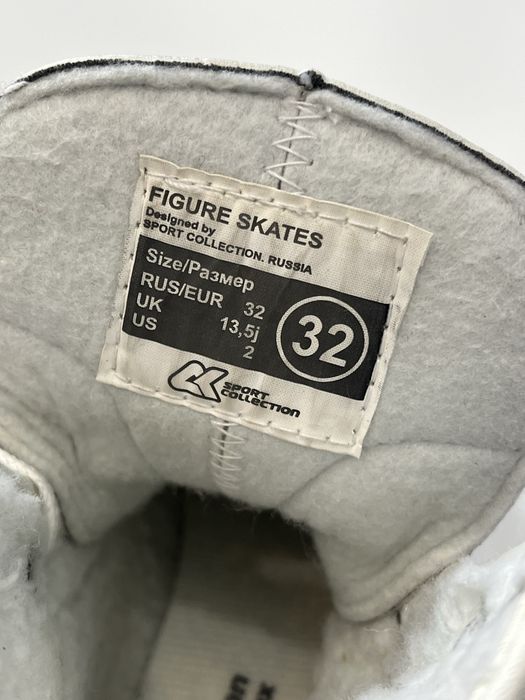 FIGURE SKATES
Designed by
SPORT COLLECTION. RUSSIA
Size/Размер
RUS/EUR 32
UK 13,5j
US 2
32
CK SPORT
COLLECTION